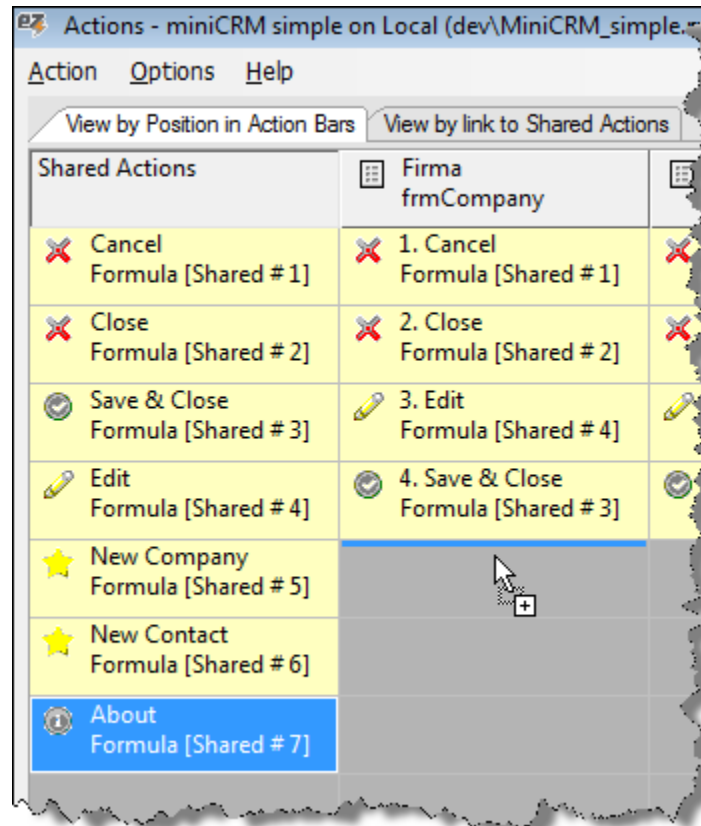 Actions - miniCRM simple on Local (dev\MiniCRM_simple.
Action Options Help
View by Position in Action Bars View by link to Shared Actions
Shared Actions
Firma
frmCompany
Cancel
Formula [Shared # 1]
1. Cancel
Formula [Shared # 1]
Close
Formula [Shared # 2]
2. Close
Formula [Shared # 2]
Save & Close
Formula [Shared # 3]
3. Edit
Formula [Shared # 4]
Edit
Formula [Shared # 4]
4. Save & Close
Formula [Shared # 3]
New Company
Formula [Shared # 5]
New Contact
Formula [Shared # 6]
About
Formula [Shared # 7]